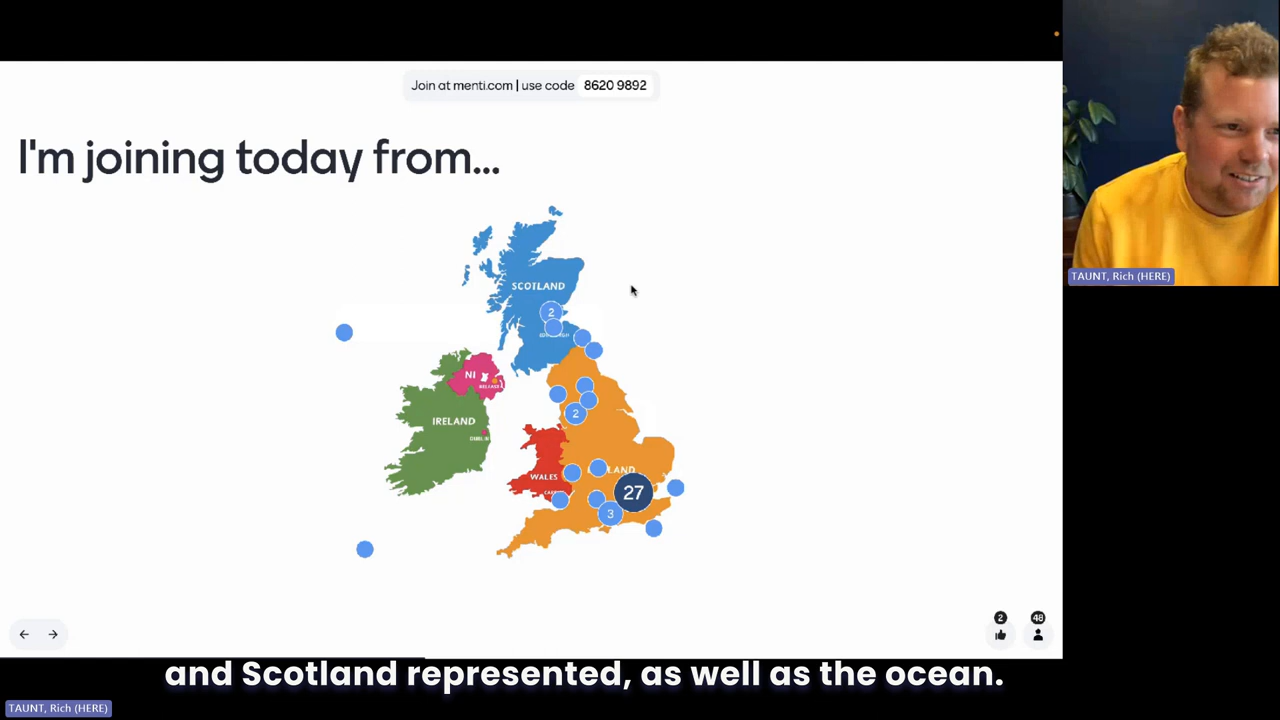 Join at menti.com | use code 8620 9892
I'm joining today from...
SCOTLAND
2
NI
IRELAND
2
WALES
27
3
2
48
and Scotland represented, as well as the ocean.
TAUNT, Rich (HERE)
TAUNT, Rich (HERE)